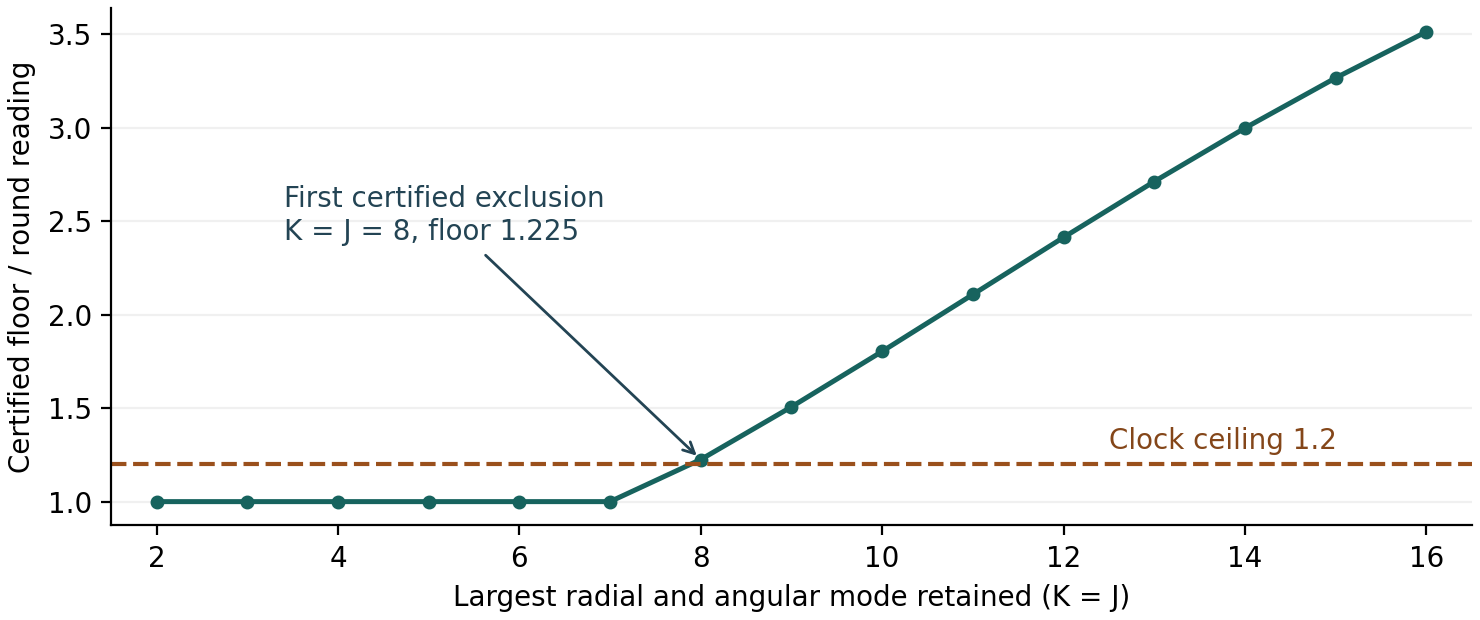 Certified floor / round reading
3.5
3.0
2.5
2.0
1.5
1.0
First certified exclusion
K = J = 8, floor 1.225
Clock ceiling 1.2
2 4 6 8 10 12 14 16
Largest radial and angular mode retained (K = J)